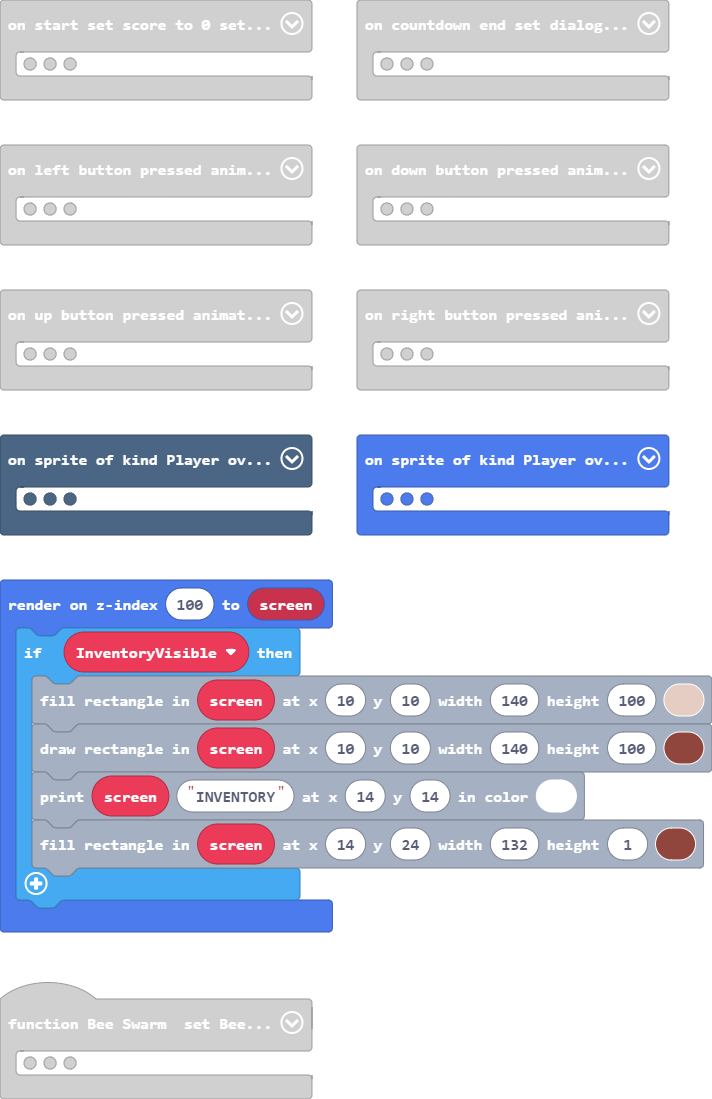 on start set score to 0 set...
on countdown end set dialog...
on left button pressed anim...
on down button pressed anim...
on up button pressed animat...
on right button pressed ani...
on sprite of kind Player ov...
on sprite of kind Player ov...
render on z-index 100 to screen
if InventoryVisible then
fill rectangle in screen at x 10 y 10 width 140 height 100
draw rectangle in screen at x 10 y 10 width 140 height 100
print screen "INVENTORY" at x 14 y 14 in color
fill rectangle in screen at x 14 y 24 width 132 height 1
function Bee Swarm set Bee...